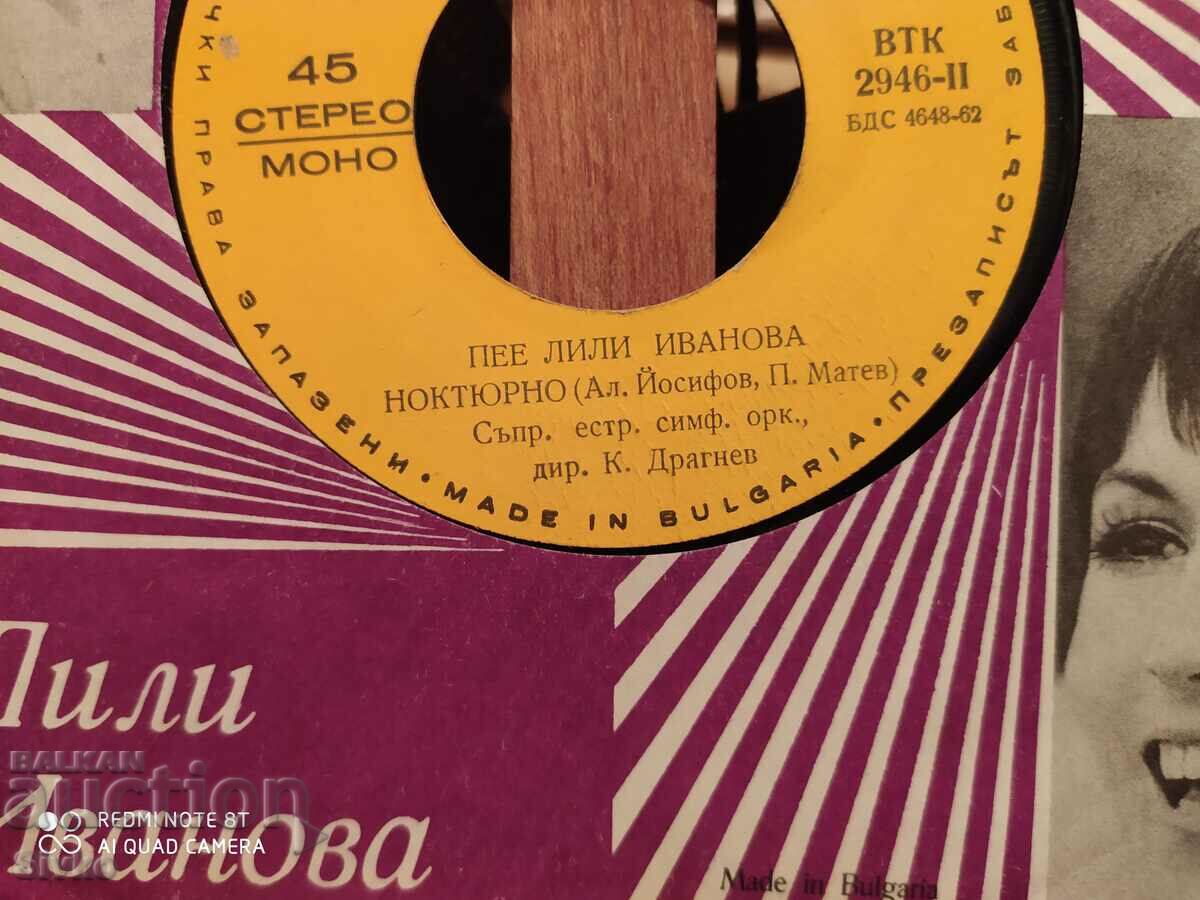 45
СТЕРЕО
МОНО
ВТК
2946-II
БДС 4648-62
ПЕЕ ЛИЛИ ИВАНОВА
НОКТЮРНО (Ал. Йосифов, П. Матев)
Съпр. естр. симф. орк.,
дир. К. Драгнев
ЧКИ ПРАВА ЗАПАЗЕНИ • MADE IN BULGARIA • ПРЕЗАПИСЪТ ЗАБ
Лили
Иванова
BALKAN
auction
REDMI NOTE 8T
AI QUAD CAMERA
Made in Bulgaria